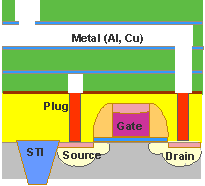 Metal (Al, Cu)
Plug
Gate
STI
Source
Drain